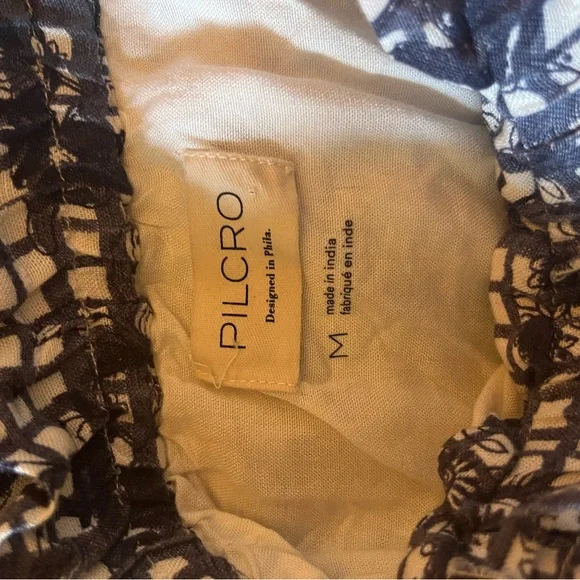 PILCRO
Designed in Phila.
M
made in india
fabriqué en inde